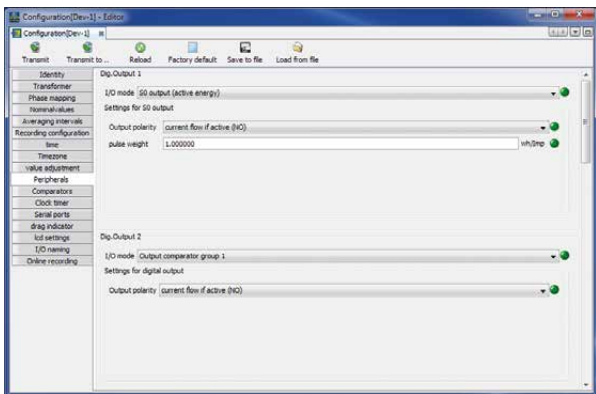 Configuration[Dev-1] - Editor
Configuraton[Dev-1]
Transmit
Transmit to ...
Reload
Factory default
Save to file
Load from file
Identity
Transformer
Phase mapping
Nominalvalues
Averaging intervals
Recording configuration
time
Timezone
value adjustment
Peripherals
Comparators
Clock timer
Serial ports
drag indicator
lcd settings
I/O naming
Online recording
Dig.Output 1
I/O mode S0 output (active energy)
Settings for S0 output
Output polarity current flow if active (NO)
pulse weight 1.000000 wh/Imp
Dig.Output 2
I/O mode Output comparator group 1
Settings for digital output
Output polarity current flow if active (NO)